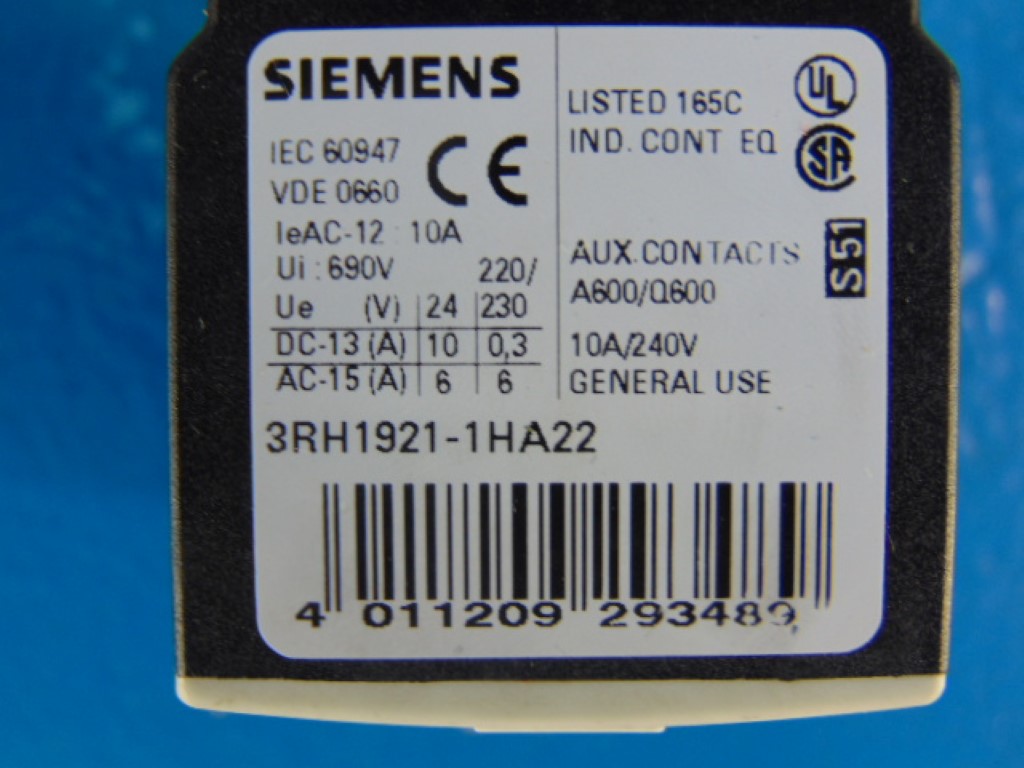 SIEMENS
IEC 60947
VDE 0660
CE
IeAC-12 : 10A
Ui : 690V 220/
Ue (V) 24 230
DC-13 (A) 10 0,3
AC-15 (A) 6 6
LISTED 165C
IND. CONT EQ
UL
SA
AUX.CONTACTS
A600/Q600
S51
10A/240V
GENERAL USE
3RH1921-1HA22
4 011209 293489